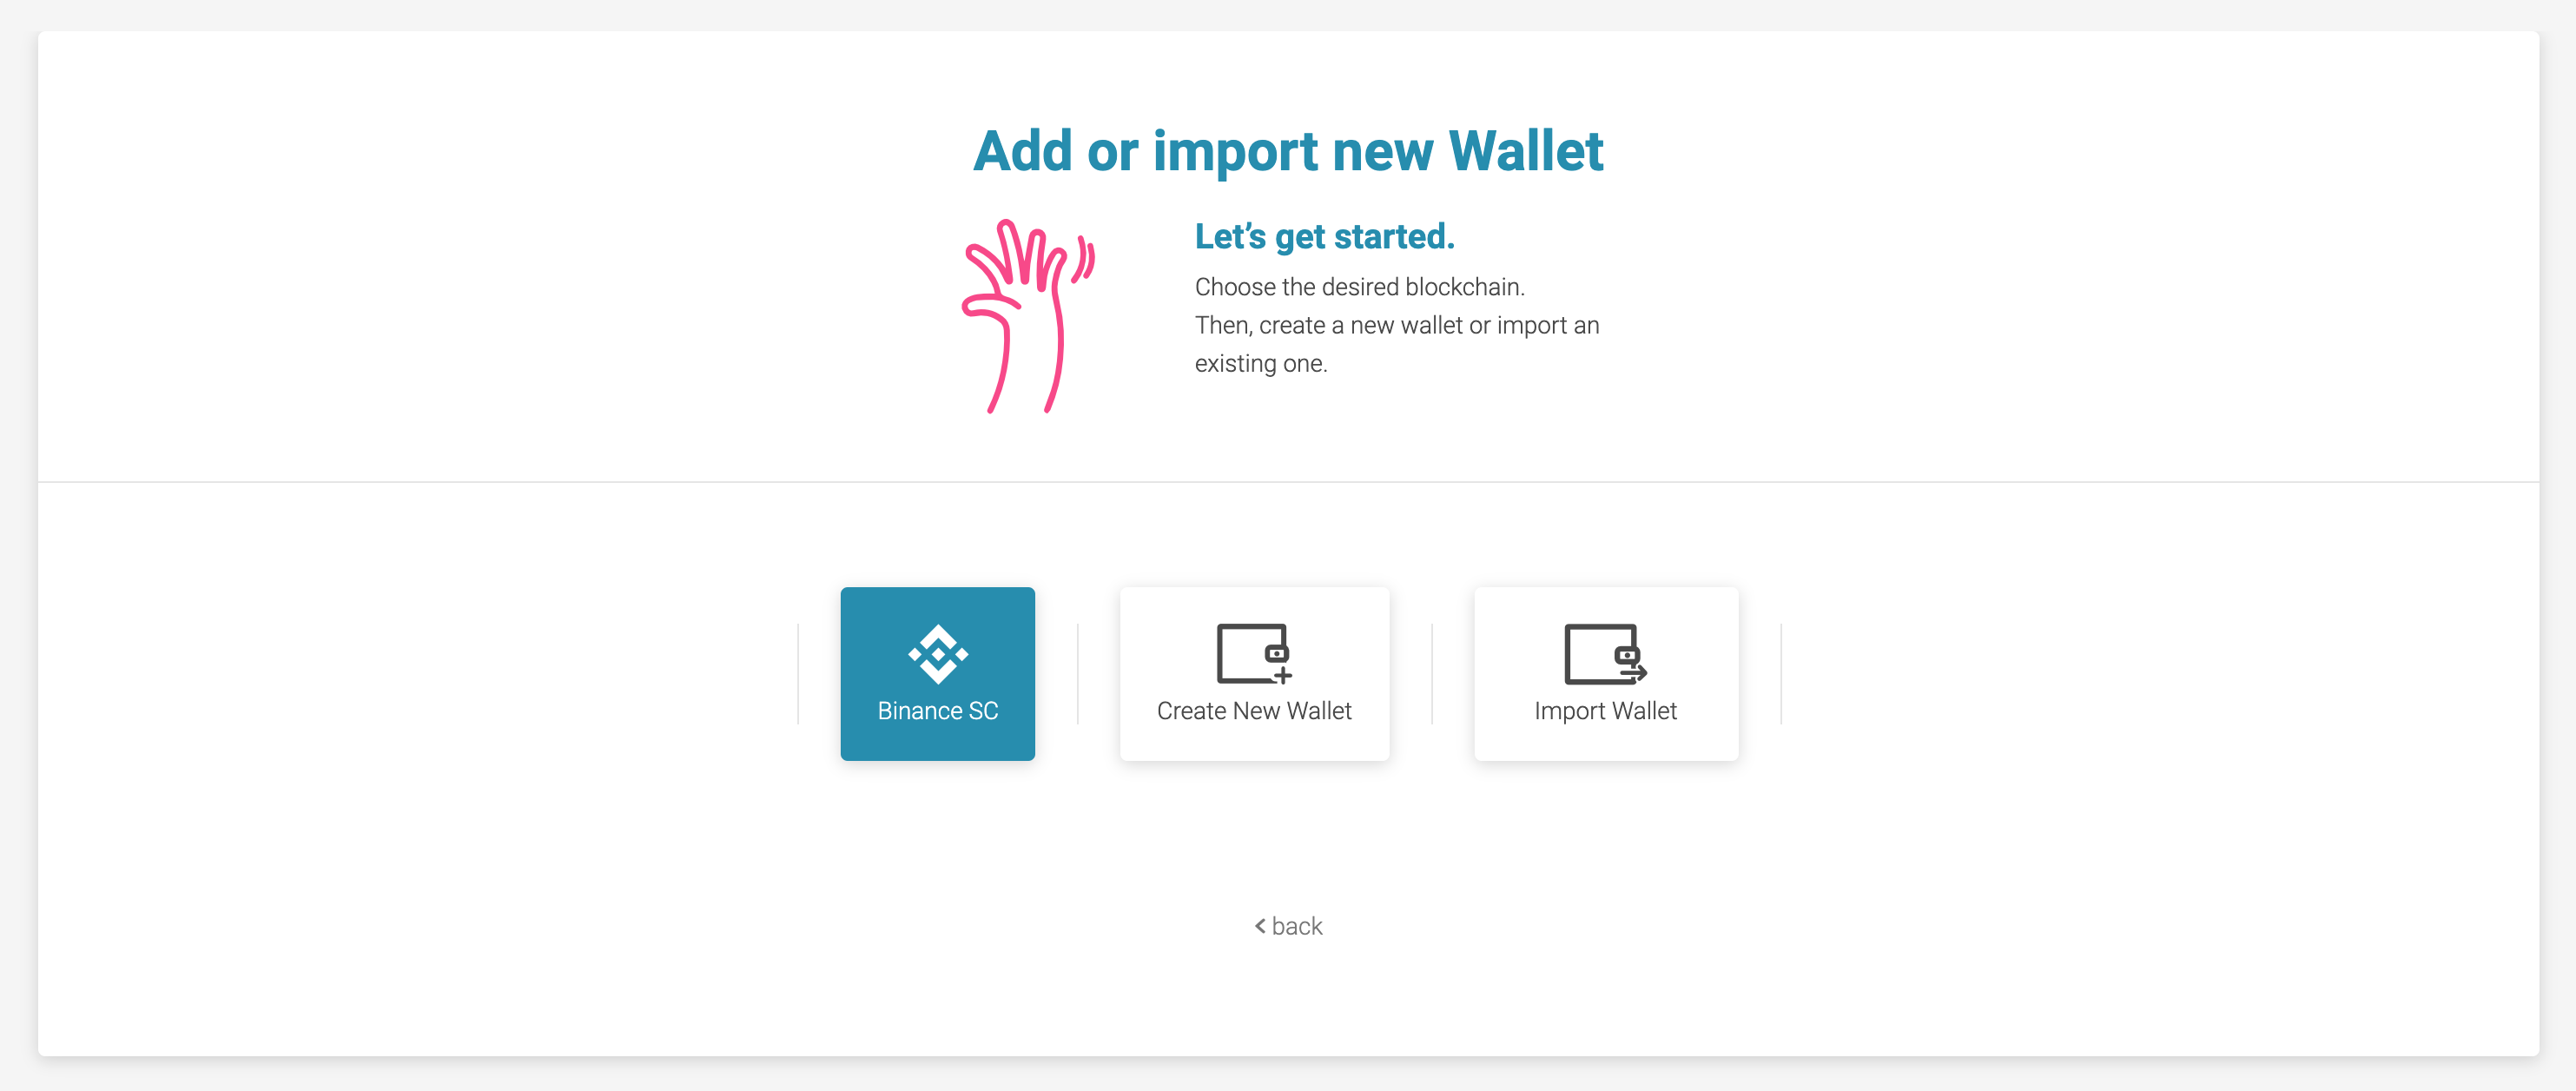 Add or import new Wallet
Let’s get started.
Choose the desired blockchain.
Then, create a new wallet or import an
existing one.
Binance SC
Create New Wallet
Import Wallet
back